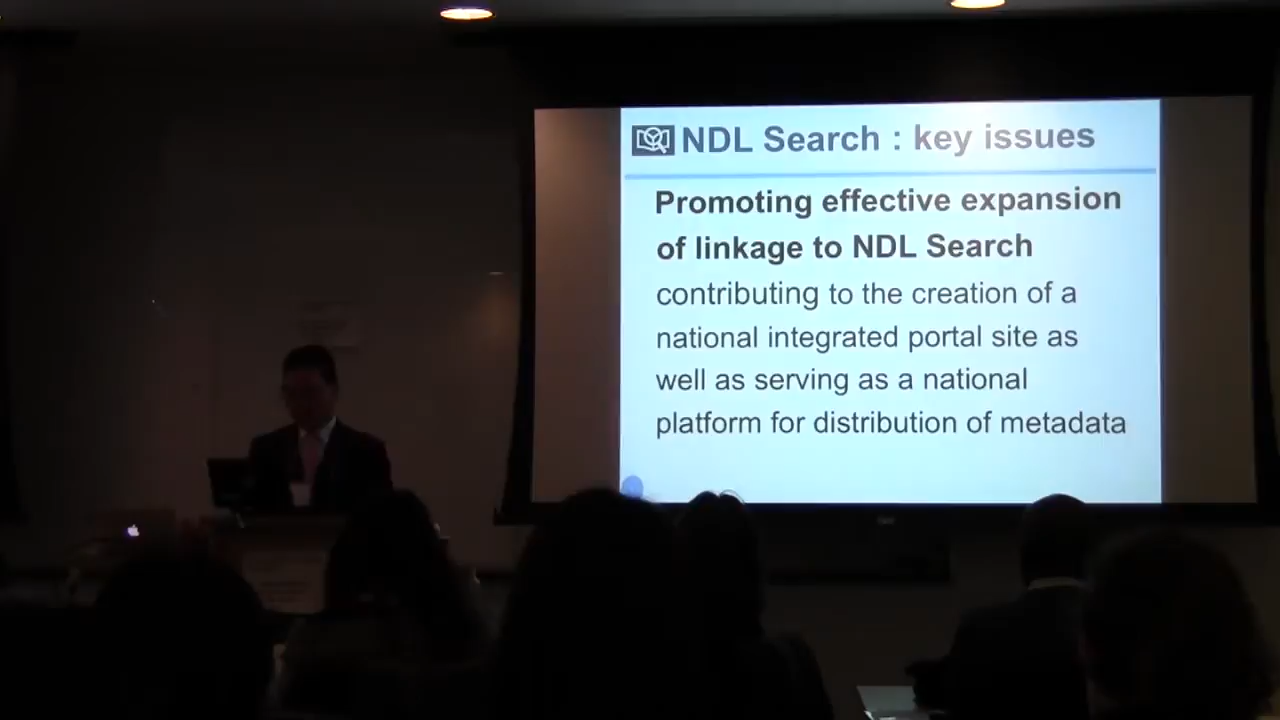 NDL Search : key issues
Promoting effective expansion
of linkage to NDL Search
contributing to the creation of a
national integrated portal site as
well as serving as a national
platform for distribution of metadata